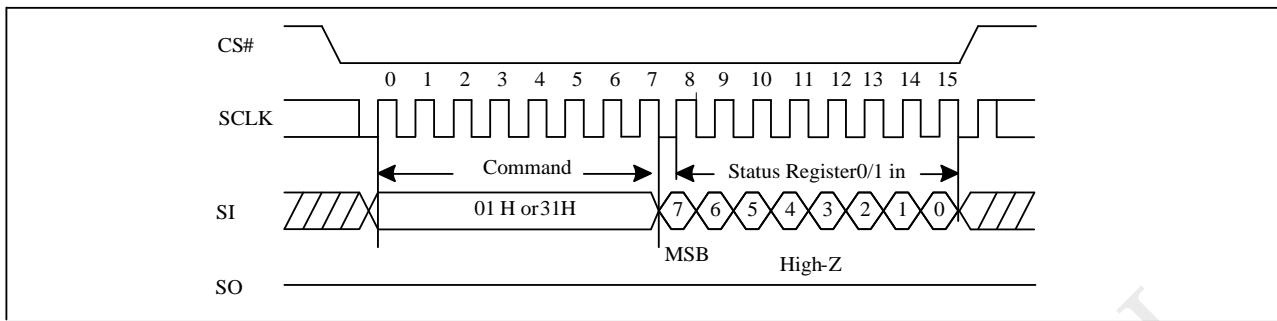 CS#
0 1 2 3 4 5 6 7 8 9 10 11 12 13 14 15
SCLK
Command Status Register0/1 in
SI 01 H or31H 7 6 5 4 3 2 1 0
MSB High-Z
SO